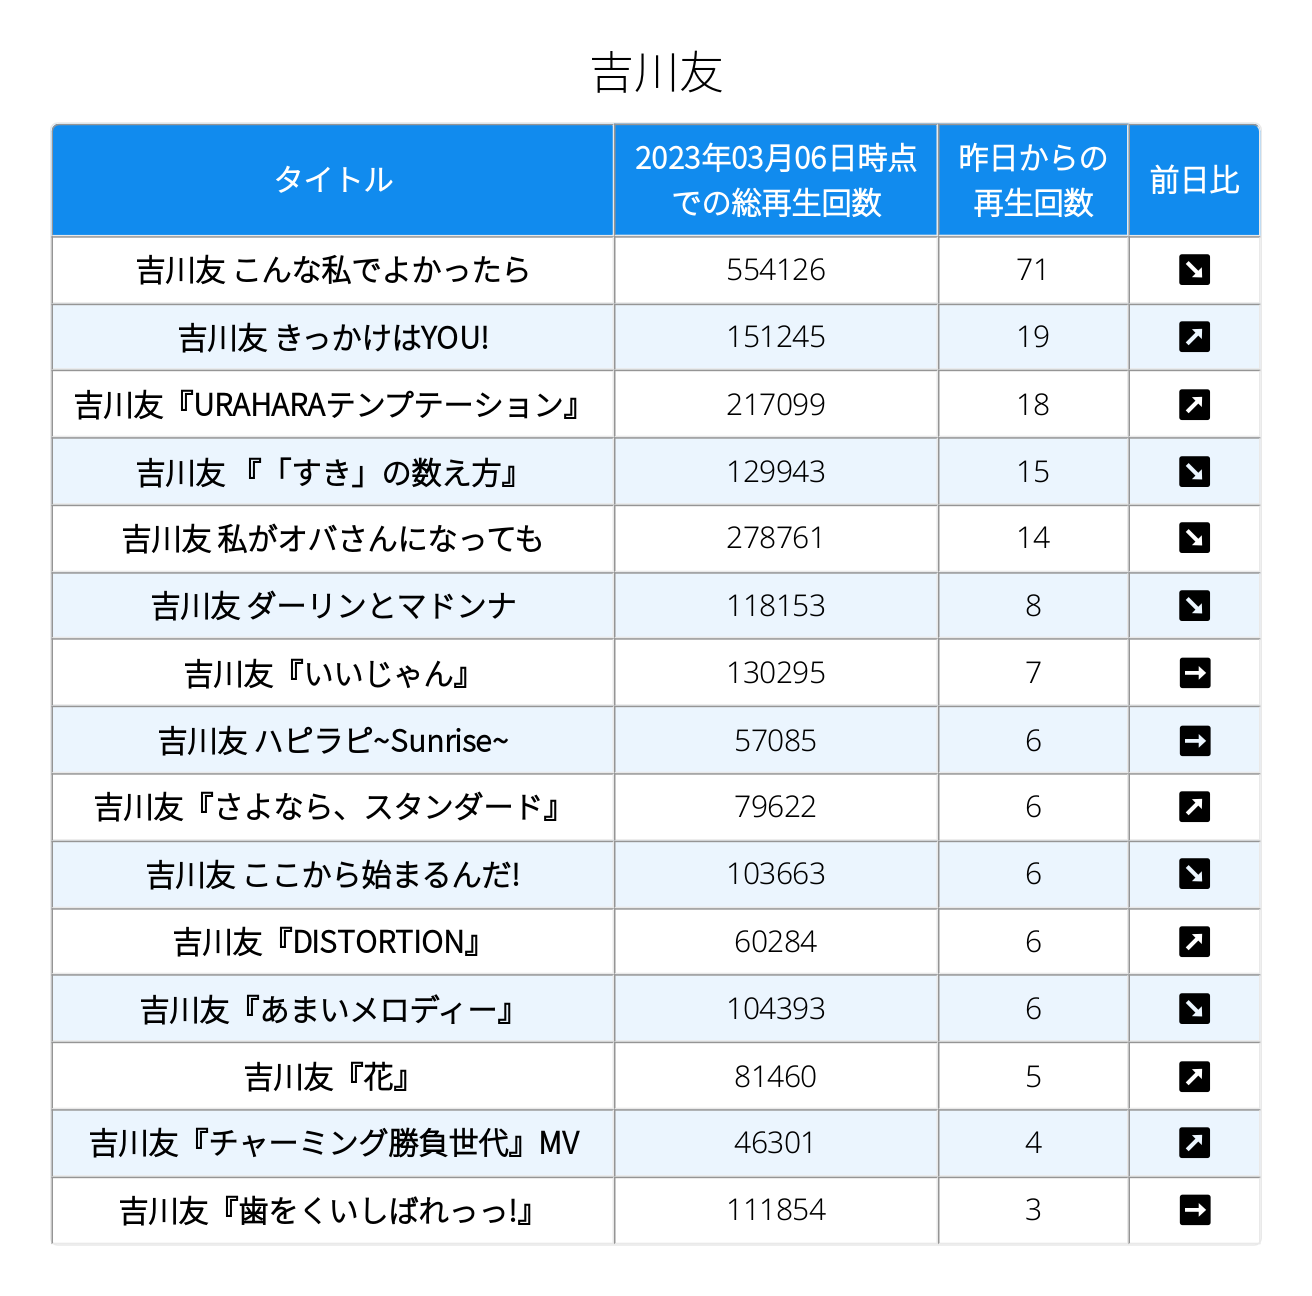 吉川友
タイトル
2023年03月06日時点
での総再生回数
昨日からの
再生回数
前日比
吉川友 こんな私でよかったら 554126 71
吉川友 きっかけはYOU! 151245 19
吉川友『URAHARAテンプテーション』 217099 18
吉川友 『「すき」の数え方』 129943 15
吉川友 私がオバさんになっても 278761 14
吉川友 ダーリンとマドンナ 118153 8
吉川友『いいじゃん』 130295 7
吉川友 ハピラピ~Sunrise~ 57085 6
吉川友『さよなら、スタンダード』 79622 6
吉川友 ここから始まるんだ! 103663 6
吉川友『DISTORTION』 60284 6
吉川友『あまいメロディー』 104393 6
吉川友『花』 81460 5
吉川友『チャーミング勝負世代』MV 46301 4
吉川友『歯をくいしばれっっ!』 111854 3